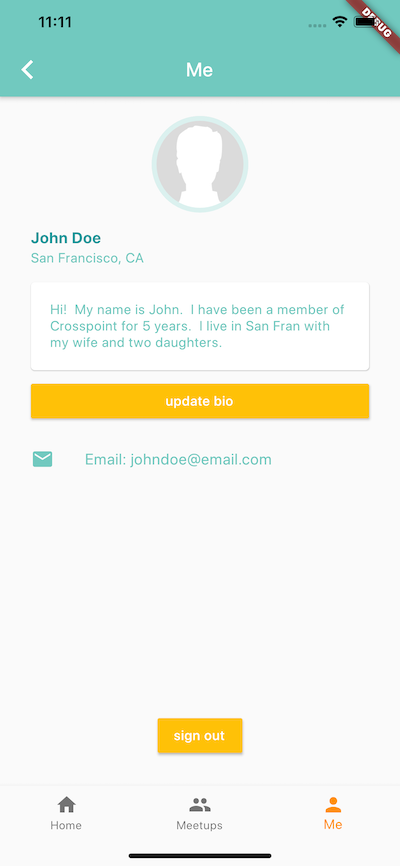 11:11
DEBUG
Me
John Doe
San Francisco, CA
Hi!  My name is John.  I have been a member of
Crosspoint for 5 years.  I live in San Fran with
my wife and two daughters.
update bio
Email: johndoe@email.com
sign out
Home
Meetups
Me